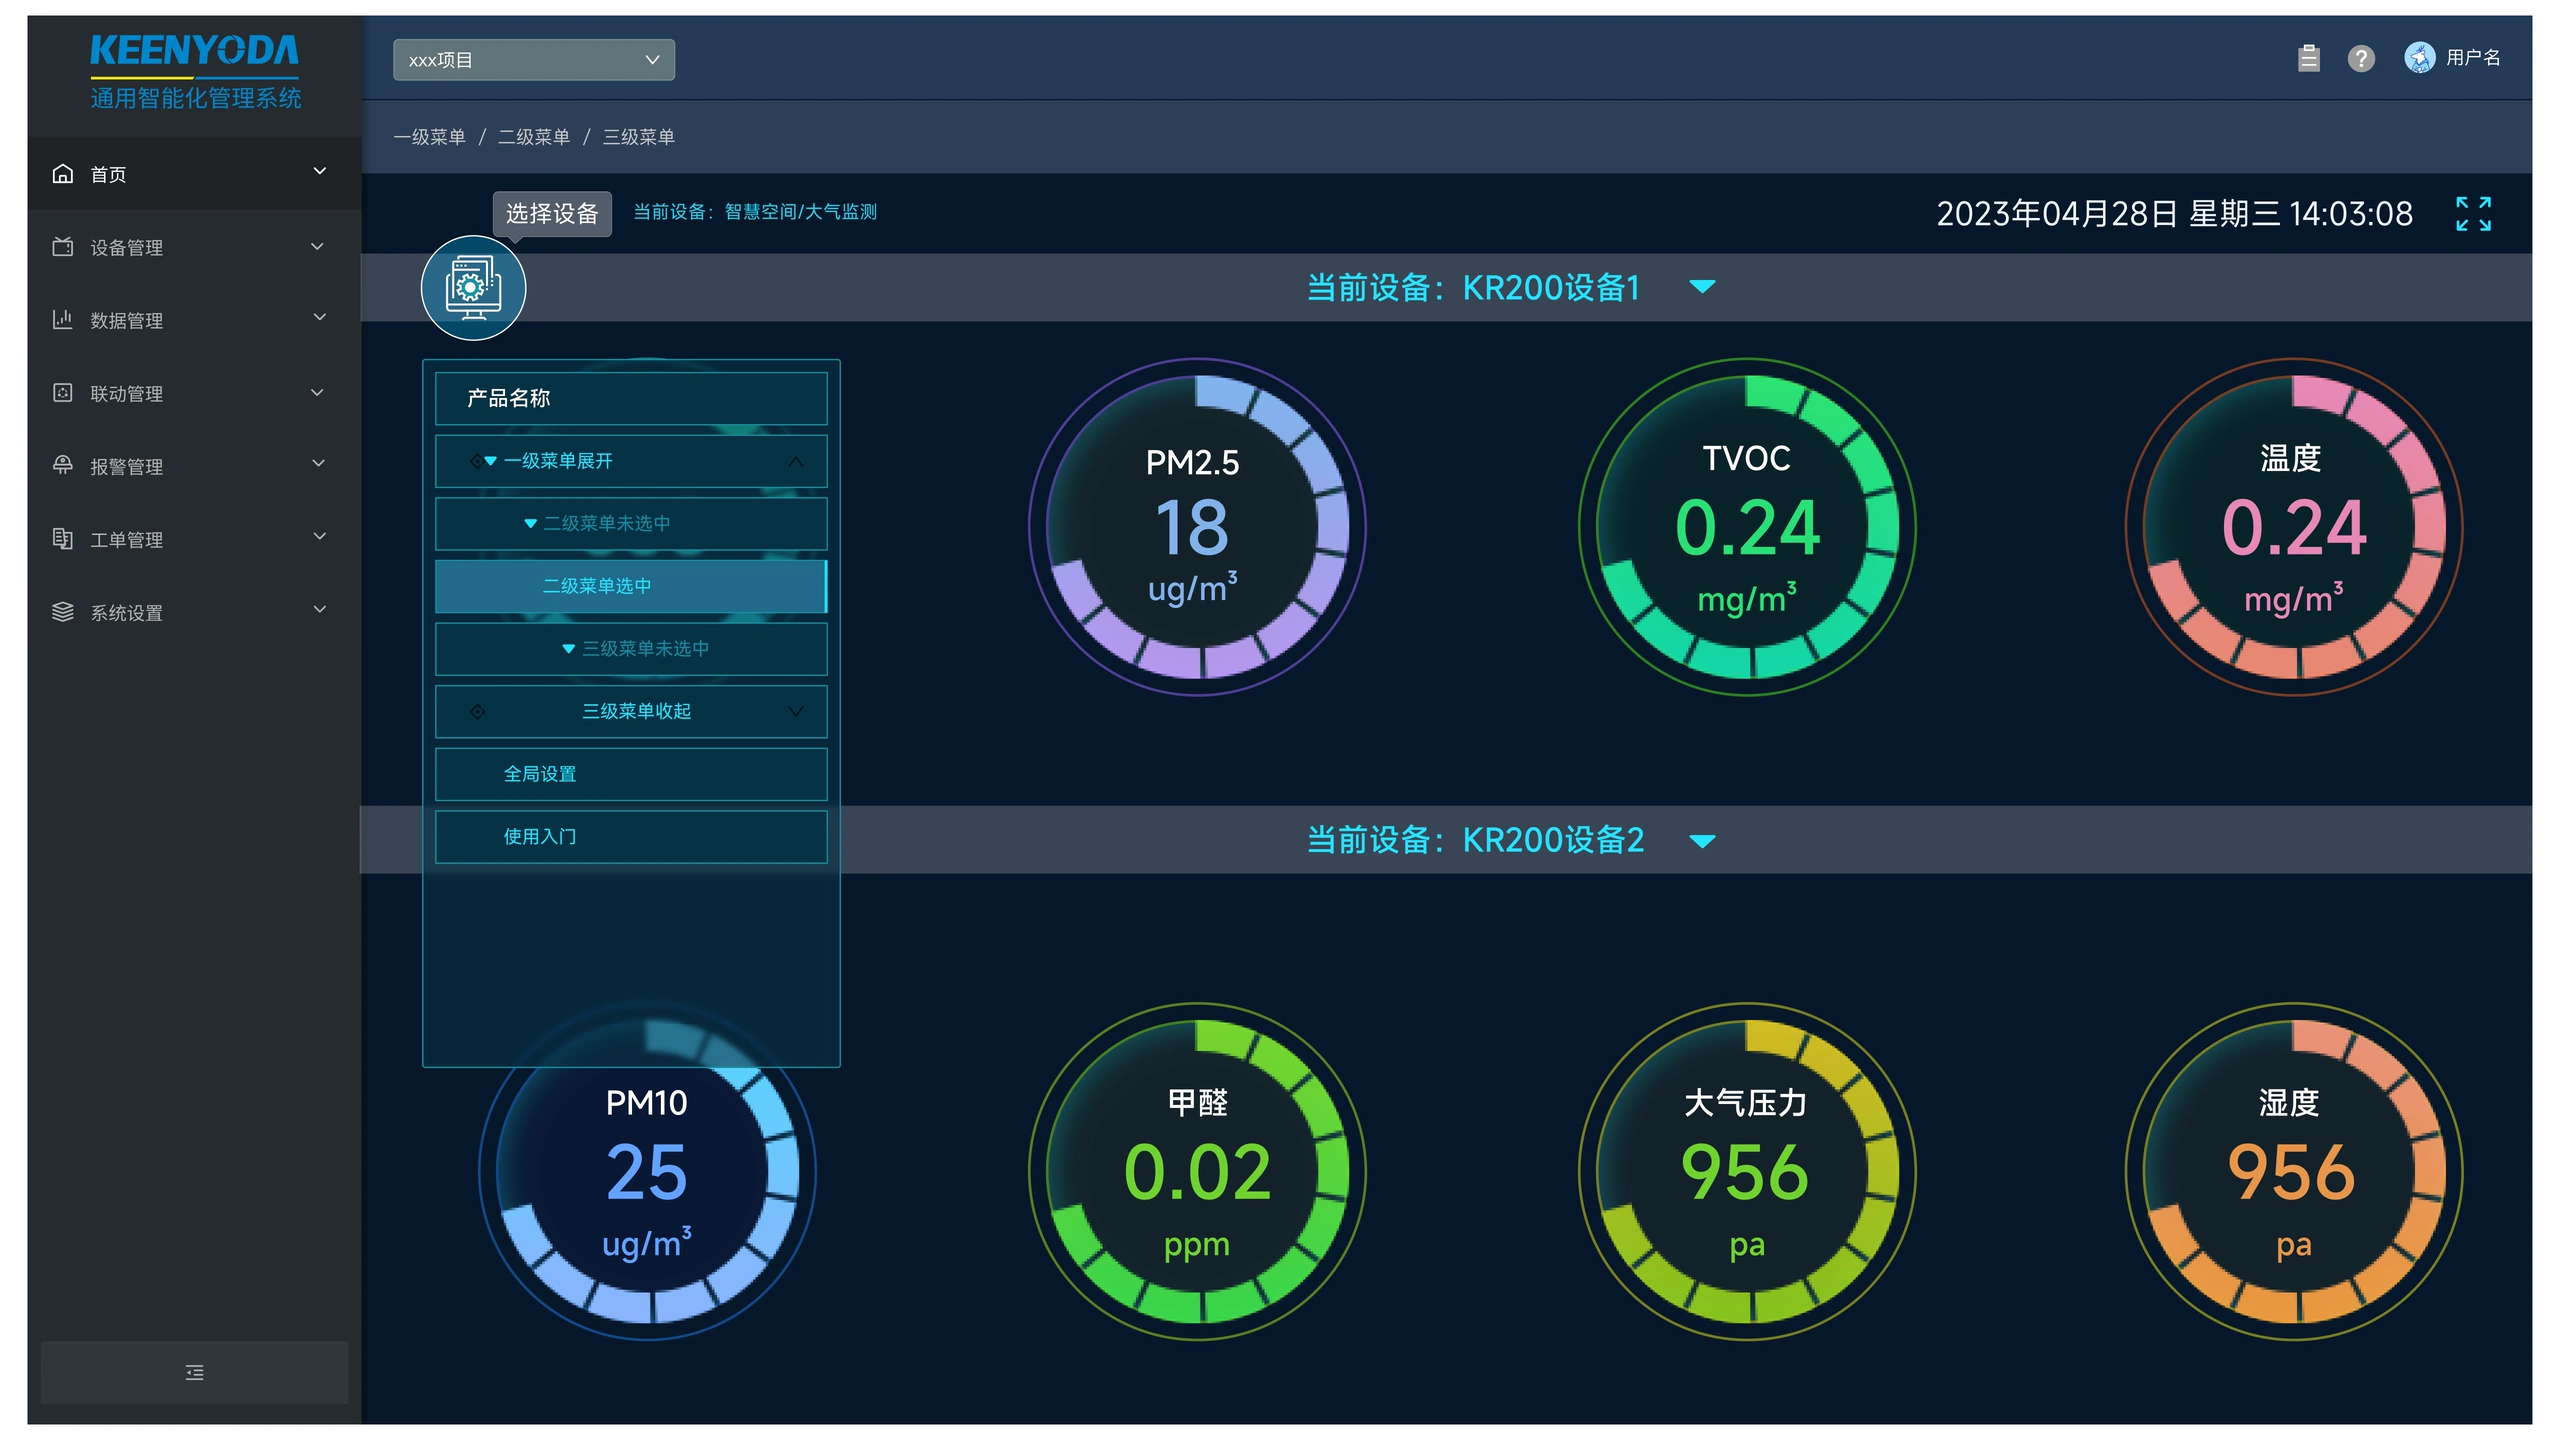 KEENYODA
通用智能化管理系统
xxx项目
用户名
一级菜单 / 二级菜单 / 三级菜单
首页
设备管理
数据管理
联动管理
报警管理
工单管理
系统设置
选择设备
当前设备：智慧空间/大气监测
2023年04月28日 星期三 14:03:08
当前设备：KR200设备1
产品名称
一级菜单展开
二级菜单未选中
二级菜单选中
三级菜单未选中
三级菜单收起
全局设置
使用入门
PM2.5
18
ug/m³
TVOC
0.24
mg/m³
温度
0.24
mg/m³
当前设备：KR200设备2
PM10
25
ug/m³
甲醛
0.02
ppm
大气压力
956
pa
湿度
956
pa